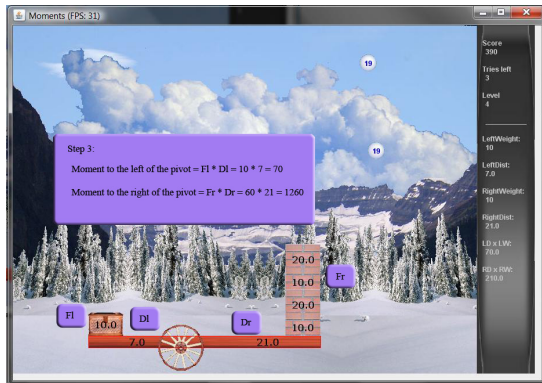 Moments (FPS: 31)
19
19
Step 3:
Moment to the left of the pivot = Fl * Dl = 10 * 7 = 70
Moment to the right of the pivot = Fr * Dr = 60 * 21 = 1260
20.0
10.0
20.0
10.0
Fr
Fl
10.0
Dl
Dr
7.0
21.0
Score
390
Tries left
3
Level
4
LeftWeight:
10
LeftDist:
7.0
RightWeight:
10
RightDist:
21.0
LD x LW:
70.0
RD x RW:
210.0